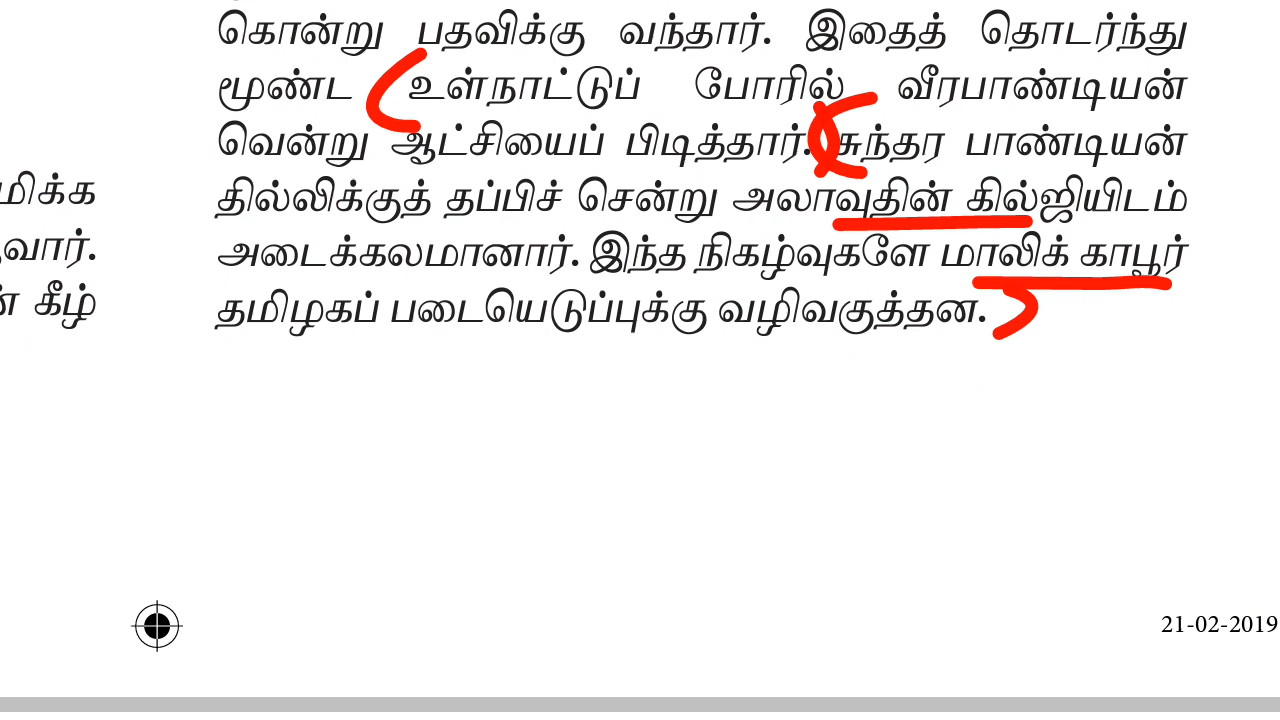 மிக்க
வார்.
கீழ்
கொன்று பதவிக்கு வந்தார். இதைத் தொடர்ந்து
மூண்ட உள்நாட்டுப் போரில் வீரபாண்டியன்
வென்று ஆட்சியைப் பிடித்தார். சுந்தர பாண்டியன்
தில்லிக்குத் தப்பிச் சென்று அலாவுதின் கில்ஜியிடம்
அடைக்கலமானார். இந்த நிகழ்வுகளே மாலிக் காபூர்
தமிழகப் படையெடுப்புக்கு வழிவகுத்தன.
21-02-2019